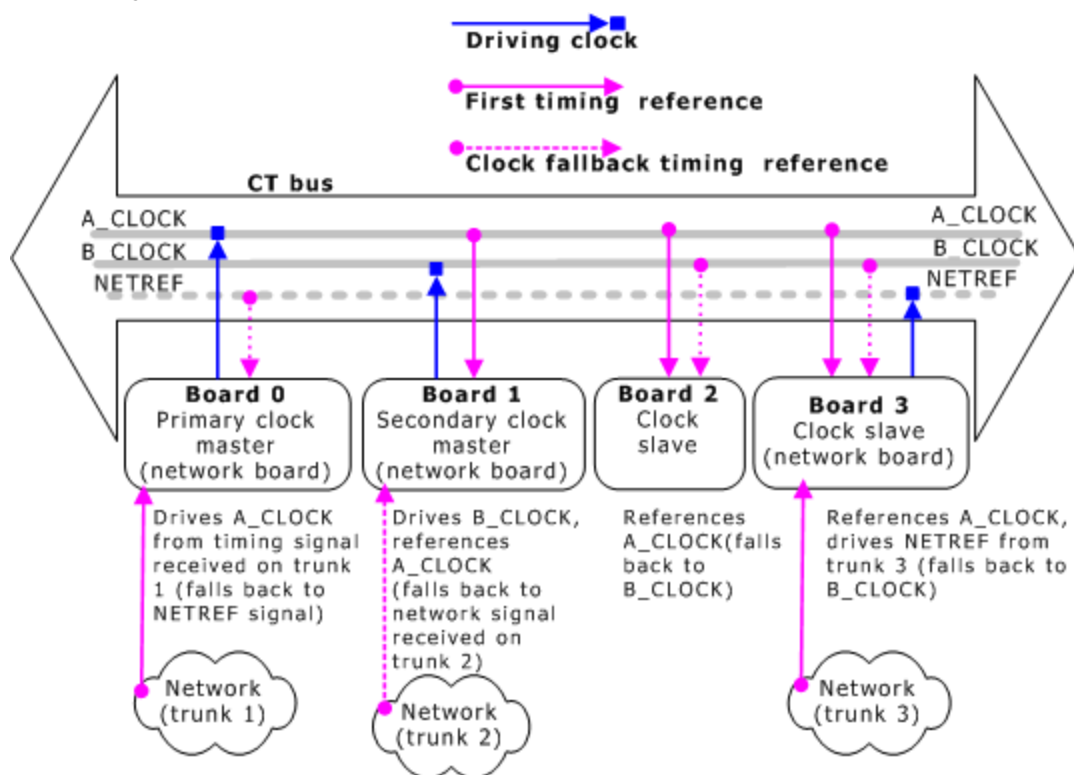 Driving clock
First timing reference
Clock fallback timing reference
CT bus
A_CLOCK
B_CLOCK
NETREF
A_CLOCK
B_CLOCK
NETREF
Board 0
Primary clock
master
(network board)
Board 1
Secondary clock
master
(network board)
Board 2
Clock
slave
Board 3
Clock slave
(network board)
Drives A_CLOCK
from timing signal
received on trunk
1 (falls back to
NETREF signal)
Drives B_CLOCK,
references
A_CLOCK
(falls back to
network signal
received on
trunk 2)
References
A_CLOCK(falls
back to
B_CLOCK)
References A_CLOCK,
drives NETREF from
trunk 3 (falls back to
B_CLOCK)
Network
(trunk 1)
Network
(trunk 2)
Network
(trunk 3)